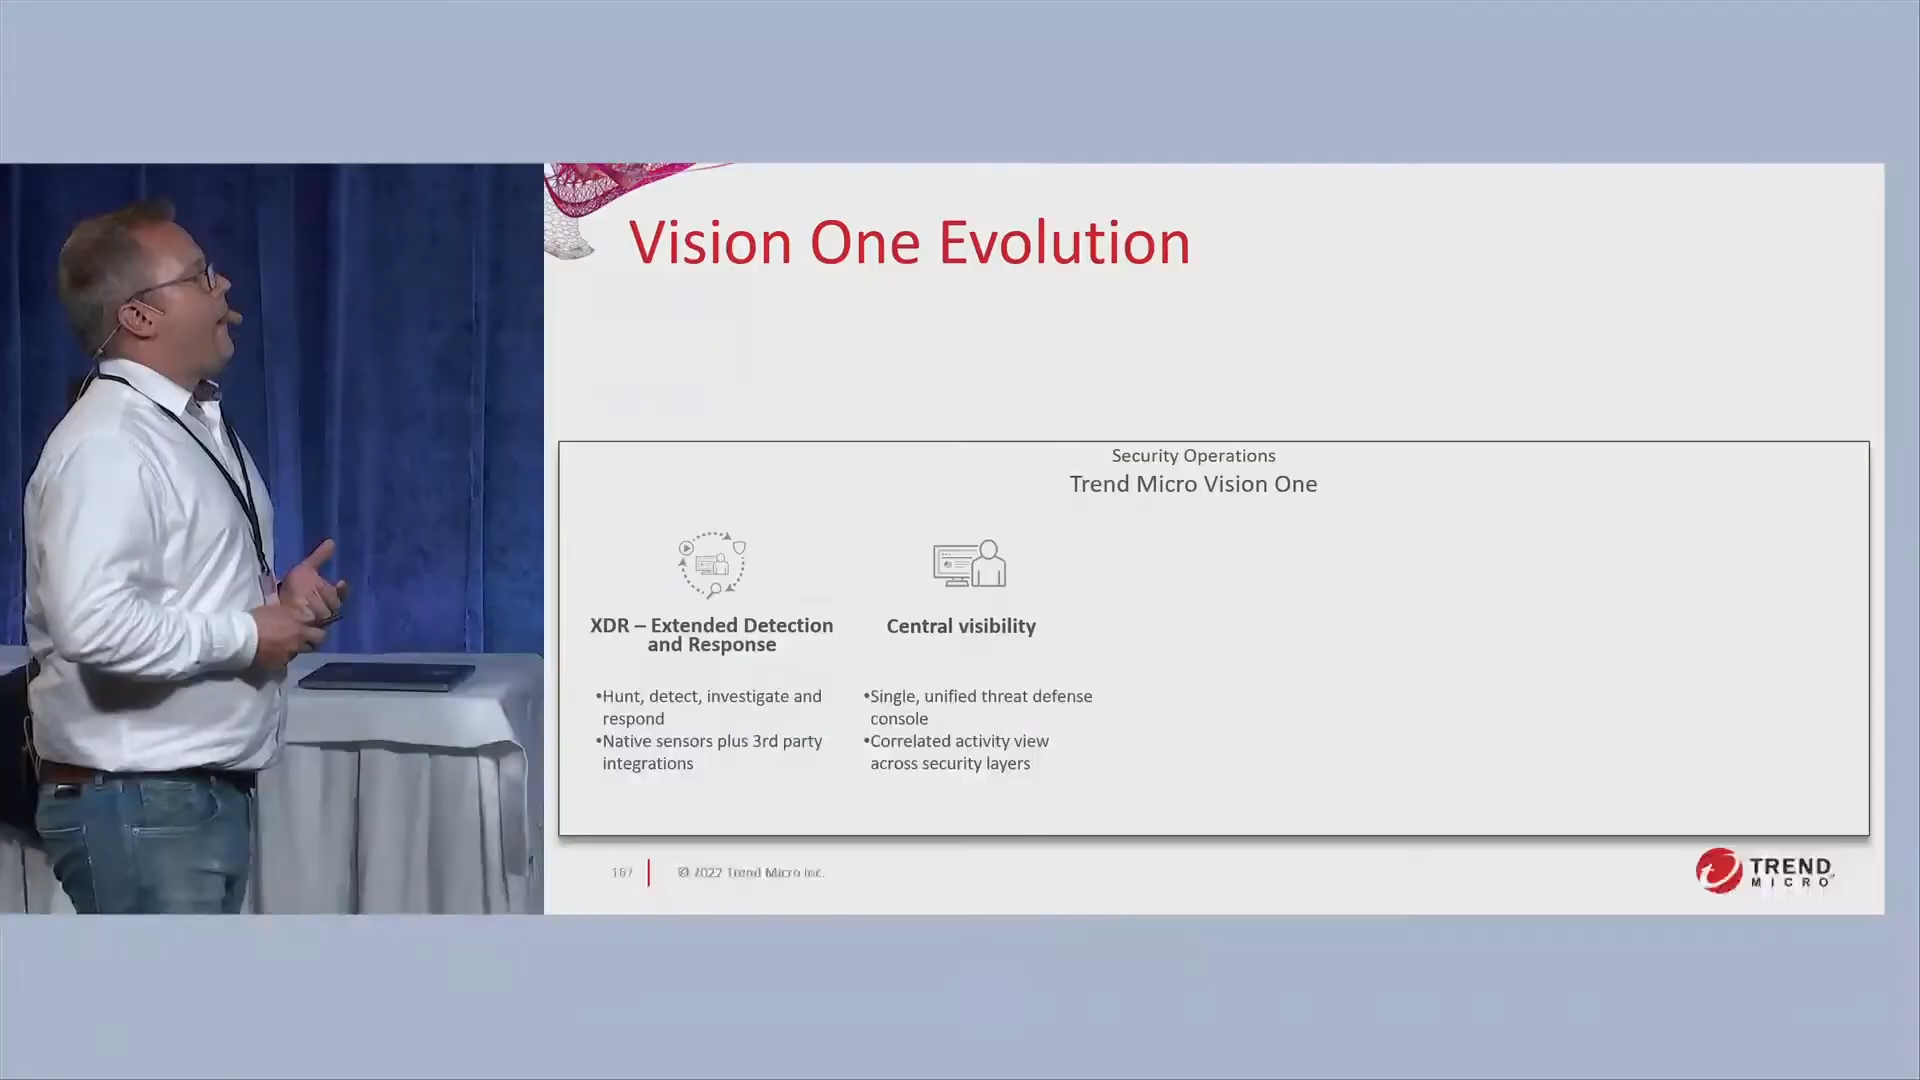 Vision One Evolution
Security Operations
Trend Micro Vision One
XDR – Extended Detection
and Response
Central visibility
•Hunt, detect, investigate and
respond
•Native sensors plus 3rd party
integrations
•Single, unified threat defense
console
•Correlated activity view
across security layers
167
© 2022 Trend Micro Inc.
TREND
MICRO